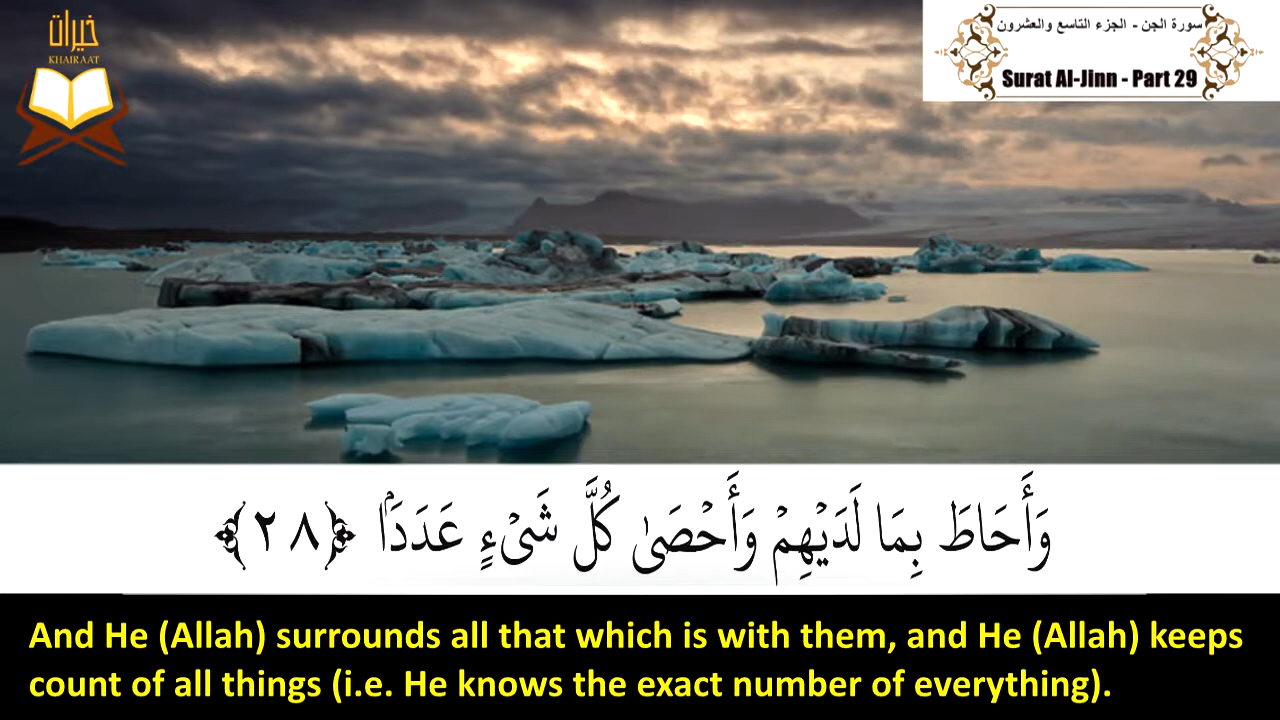 خيرات
KHAIRAAT
سورة الجن - الجزء التاسع والعشرون
Surat Al-Jinn - Part 29
وَأَحَاطَ بِمَا لَدَيْهِمْ وَأَحْصَىٰ كُلَّ شَىْءٍ عَدَدَۢا ﴿٢٨﴾
And He (Allah) surrounds all that which is with them, and He (Allah) keeps
count of all things (i.e. He knows the exact number of everything).